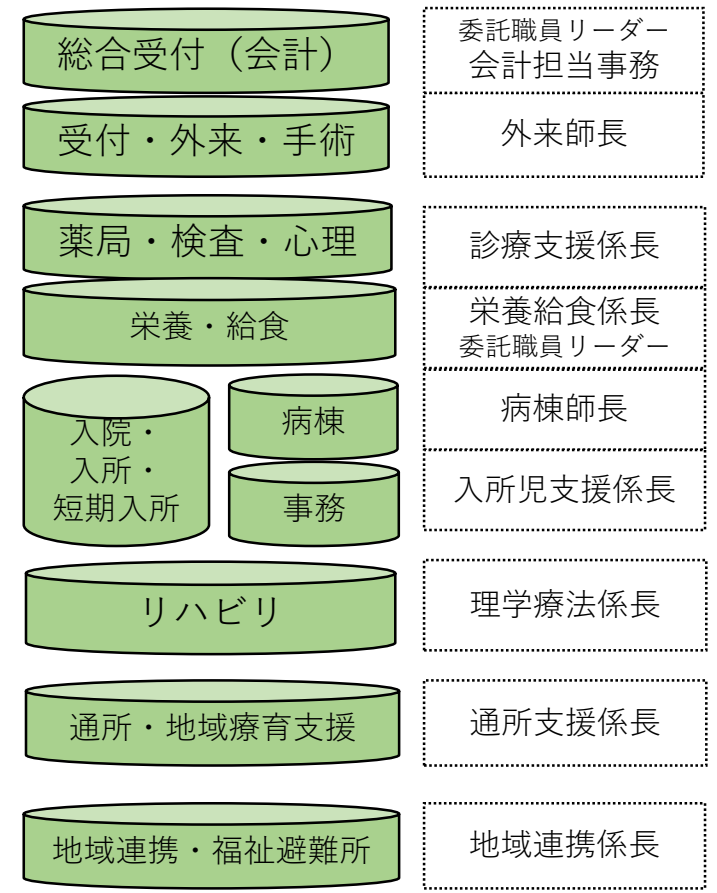 総合受付（会計）
委託職員リーダー
会計担当事務
受付・外来・手術
外来師長
薬局・検査・心理
診療支援係長
栄養・給食
栄養給食係長
委託職員リーダー
入院・
入所・
短期入所
病棟
病棟師長
事務
入所児支援係長
リハビリ
理学療法係長
通所・地域療育支援
通所支援係長
地域連携・福祉避難所
地域連携係長